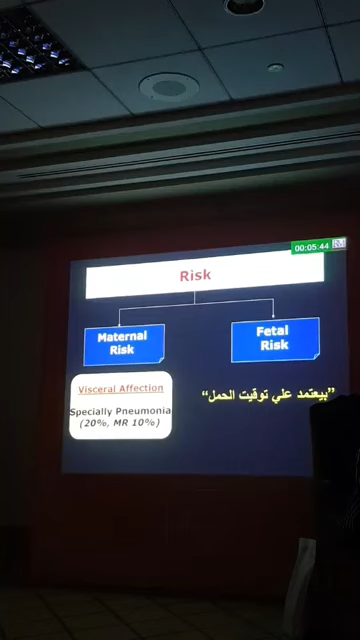 00:05:44
Risk
Maternal
Risk
Fetal
Risk
Visceral Affection
Specially Pneumonia
(20%, MR 10%)
”بيعتمد علي توقيت الحمل“